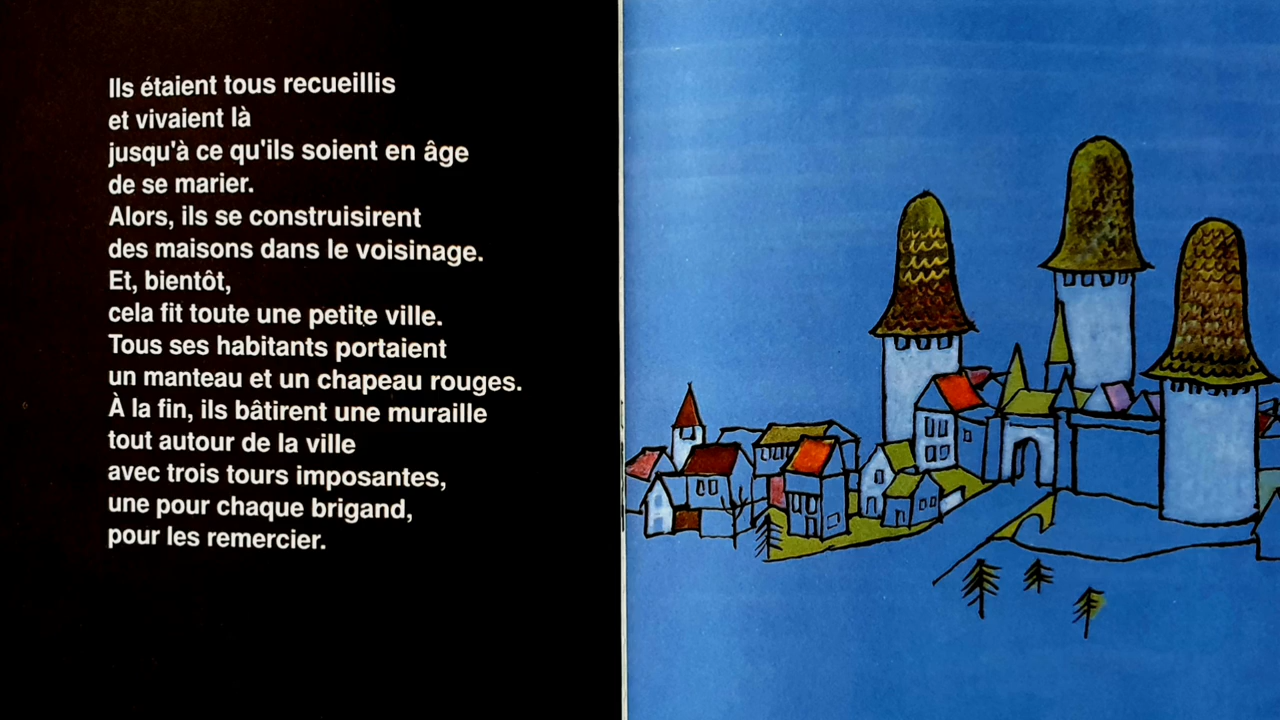 Ils étaient tous recueillis
et vivaient là
jusqu'à ce qu'ils soient en âge
de se marier.
Alors, ils se construisirent
des maisons dans le voisinage.
Et, bientôt,
cela fit toute une petite ville.
Tous ses habitants portaient
un manteau et un chapeau rouges.
À la fin, ils bâtirent une muraille
tout autour de la ville
avec trois tours imposantes,
une pour chaque brigand,
pour les remercier.